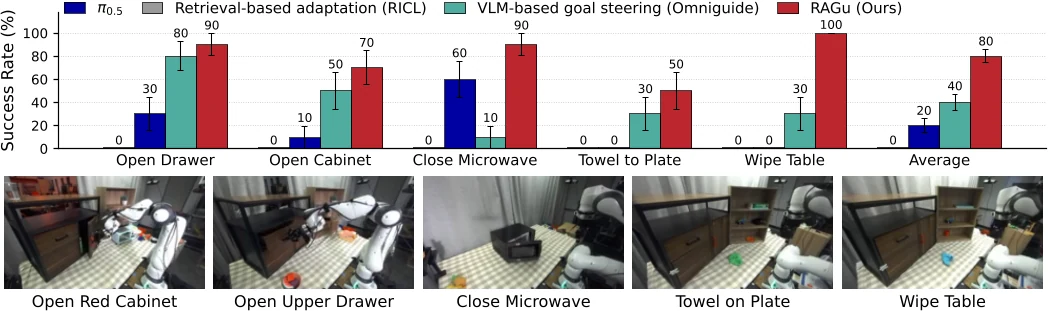 π0.5 Retrieval-based adaptation (RICL) VLM-based goal steering (Omniguide) RAGu (Ours)
Success Rate (%)
100
80
60
40
20
0
0 30 80 90
0 10 50 70
0 60 10 90
0 0 30 50
0 0 30 100
0 20 40 80
Open Drawer Open Cabinet Close Microwave Towel to Plate Wipe Table Average
Open Red Cabinet Open Upper Drawer Close Microwave Towel on Plate Wipe Table